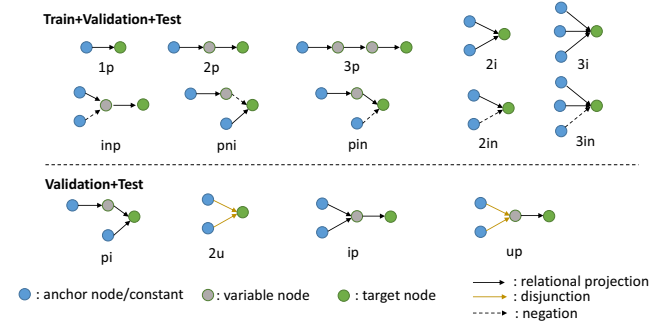 Train+Validation+Test
1p
2p
3p
2i
3i
inp
pni
pin
2in
3in
Validation+Test
pi
2u
ip
up
: anchor node/constant
: variable node
: target node
: relational projection
: disjunction
: negation